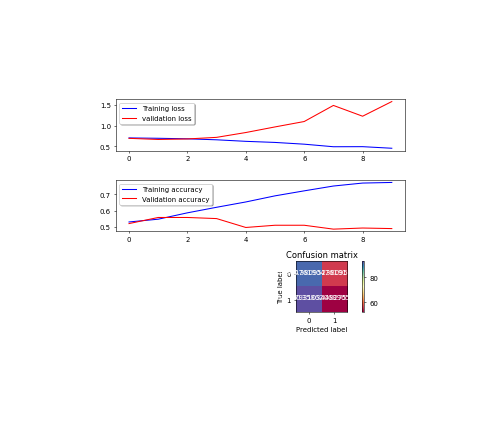 1.5
1.0
0.5
Training loss
validation loss
0 2 4 6 8
0.7
0.6
0.5
Training accuracy
Validation accuracy
0 2 4 6 8
Confusion matrix
True label
0
1
0 1
Predicted label
80
60